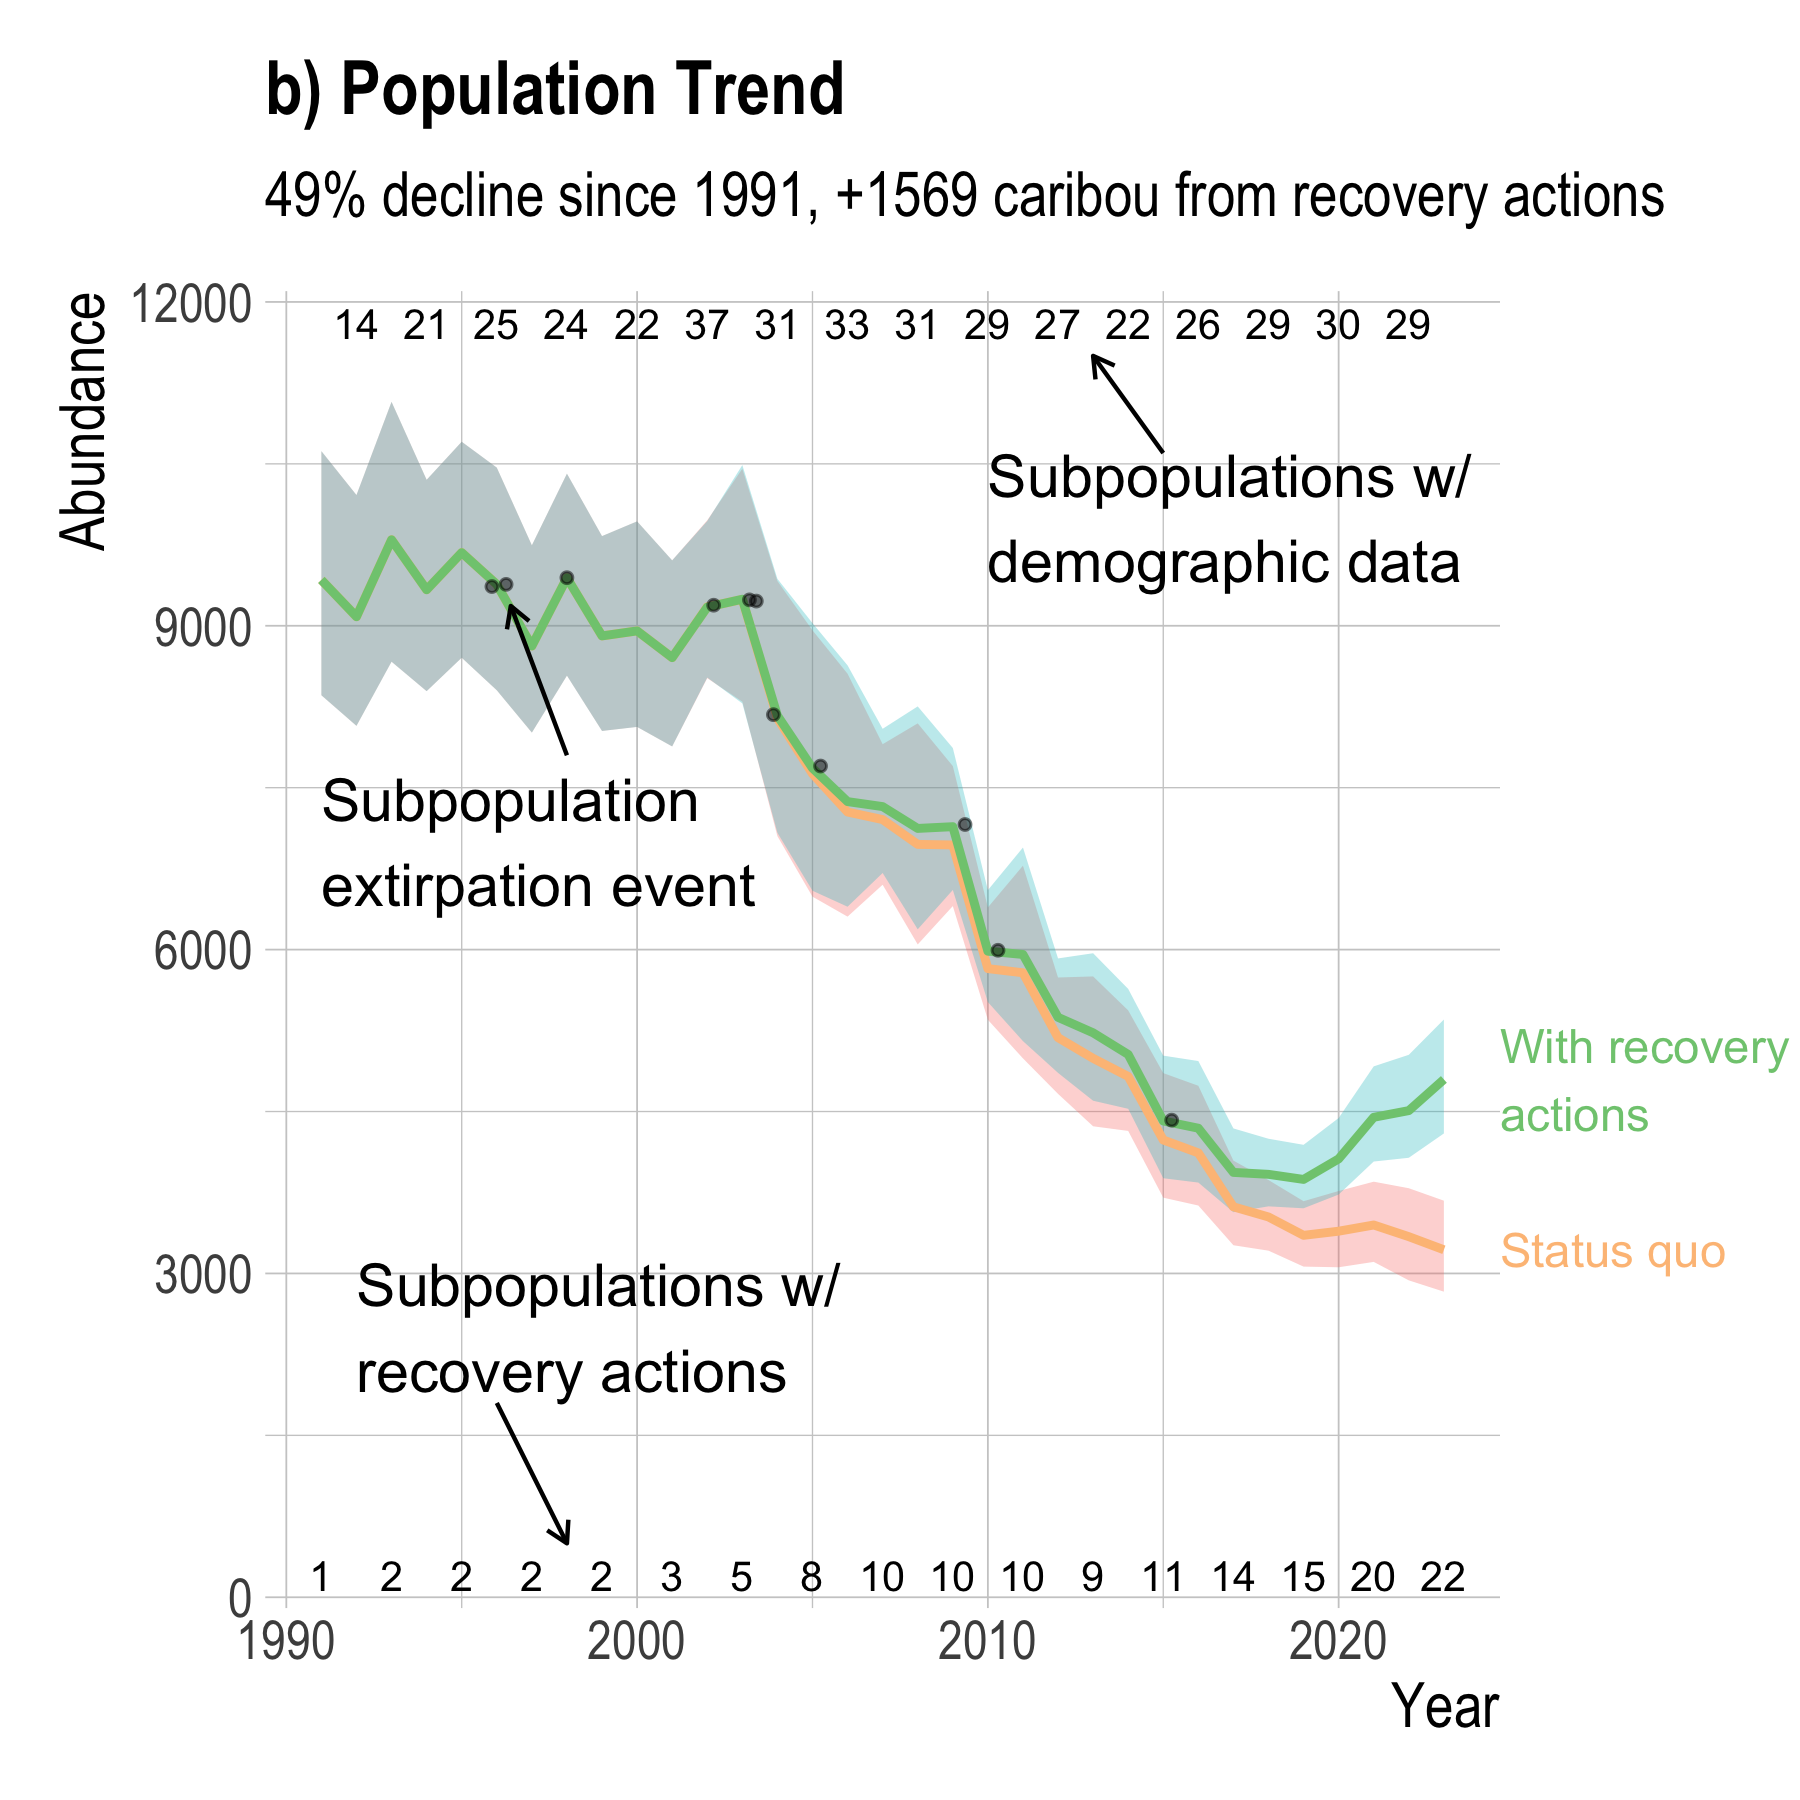 b) Population Trend
49% decline since 1991, +1569 caribou from recovery actions
Abundance
12000
14 21 25 24 22 37 31 33 31 29 27 22 26 29 30 29
Subpopulations w/
demographic data
9000
Subpopulation
extirpation event
6000
With recovery
actions
Status quo
3000
Subpopulations w/
recovery actions
1 2 2 2 2 3 5 8 10 10 10 9 11 14 15 20 22
0
1990 2000 2010 2020
Year